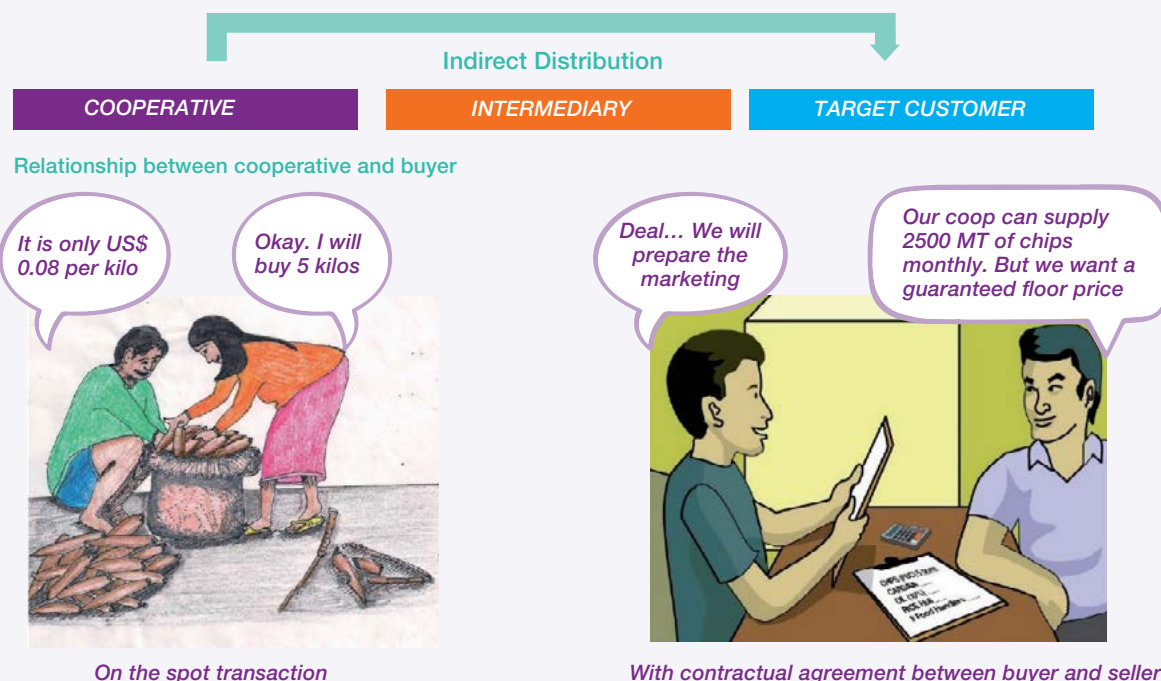 Indirect Distribution
COOPERATIVE
INTERMEDIARY
TARGET CUSTOMER
Relationship between cooperative and buyer
It is only US$
0.08 per kilo
Okay. I will
buy 5 kilos
Deal… We will
prepare the
marketing
Our coop can supply
2500 MT of chips
monthly. But we want a
guaranteed floor price
CASSAVA
On the spot transaction
With contractual agreement between buyer and seller